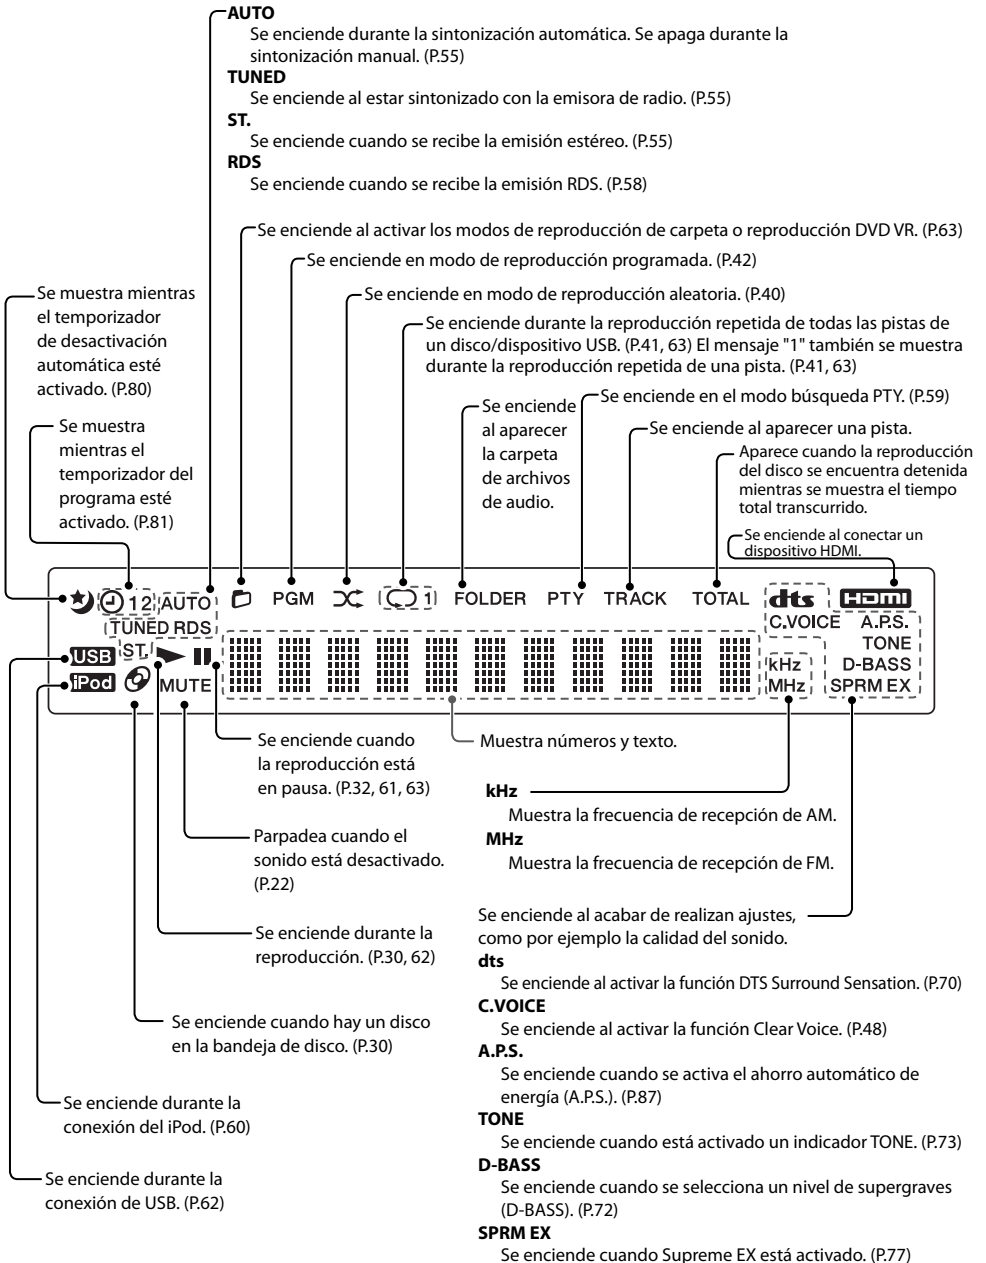 AUTO
Se enciende durante la sintonización automática. Se apaga durante la
sintonización manual. (P.55)
TUNED
Se enciende al estar sintonizado con la emisora de radio. (P.55)
ST.
Se enciende cuando se recibe la emisión estéreo. (P.55)
RDS
Se enciende cuando se recibe la emisión RDS. (P.58)
Se enciende al activar los modos de reproducción de carpeta o reproducción DVD VR. (P.63)
Se enciende en modo de reproducción programada. (P.42)
Se enciende en modo de reproducción aleatoria. (P.40)
Se enciende durante la reproducción repetida de todas las pistas de
un disco/dispositivo USB. (P.41, 63) El mensaje "1" también se muestra
durante la reproducción repetida de una pista. (P.41, 63)
Se muestra mientras
el temporizador
de desactivación
automática esté
activado. (P.80)
Se muestra
mientras el
temporizador del
programa esté
activado. (P.81)
Se enciende
al aparecer
la carpeta
de archivos
de audio.
Se enciende en el modo búsqueda PTY. (P.59)
Se enciende al aparecer una pista.
Aparece cuando la reproducción
del disco se encuentra detenida
mientras se muestra el tiempo
total transcurrido.
Se enciende al conectar un
dispositivo HDMI.
12 AUTO PGM 1 FOLDER PTY TRACK TOTAL dts HDMI
TUNED RDS C.VOICE A.P.S.
USB ST. kHz TONE
D-BASS
iPod MUTE MHz SPRM EX
Se enciende cuando
la reproducción está
en pausa. (P.32, 61, 63)
Muestra números y texto.
kHz
Muestra la frecuencia de recepción de AM.
MHz
Muestra la frecuencia de recepción de FM.
Parpadea cuando el
sonido está desactivado.
(P.22)
Se enciende durante la
reproducción. (P.30, 62)
Se enciende cuando hay un disco
en la bandeja de disco. (P.30)
Se enciende durante la
conexión del iPod. (P.60)
Se enciende durante la
conexión de USB. (P.62)
Se enciende al acabar de realizan ajustes,
como por ejemplo la calidad del sonido.
dts
Se enciende al activar la función DTS Surround Sensation. (P.70)
C.VOICE
Se enciende al activar la función Clear Voice. (P.48)
A.P.S.
Se enciende cuando se activa el ahorro automático de
energía (A.P.S.). (P.87)
TONE
Se enciende cuando está activado un indicador TONE. (P.73)
D-BASS
Se enciende cuando se selecciona un nivel de supergraves
(D-BASS). (P.72)
SPRM EX
Se enciende cuando Supreme EX está activado. (P.77)